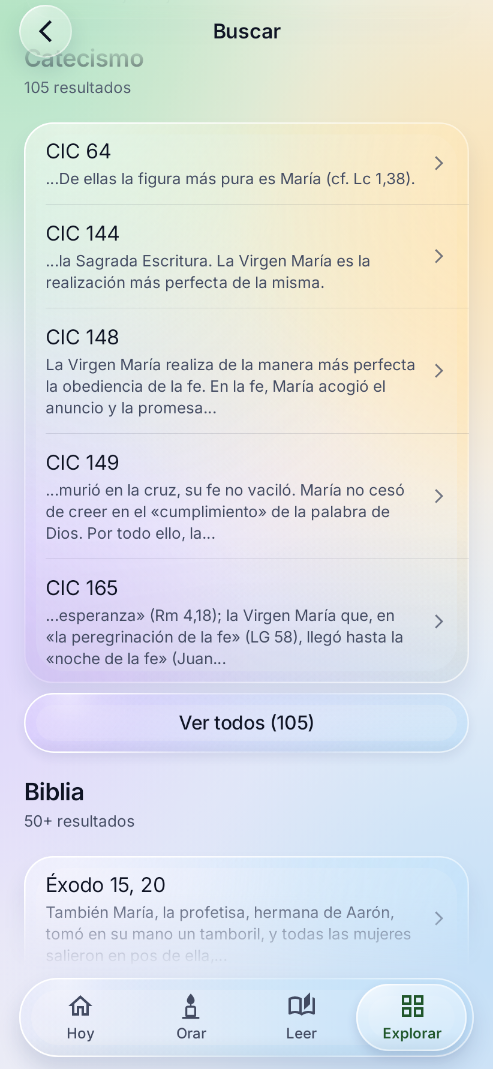 Buscar
Catecismo
105 resultados
CIC 64
...De ellas la figura más pura es María (cf. Lc 1,38).
CIC 144
...la Sagrada Escritura. La Virgen María es la
realización más perfecta de la misma.
CIC 148
La Virgen María realiza de la manera más perfecta
la obediencia de la fe. En la fe, María acogió el
anuncio y la promesa...
CIC 149
...murió en la cruz, su fe no vaciló. María no cesó
de creer en el «cumplimiento» de la palabra de
Dios. Por todo ello, la...
CIC 165
...esperanza» (Rm 4,18); la Virgen María que, en
«la peregrinación de la fe» (LG 58), llegó hasta la
«noche de la fe» (Juan...
Ver todos (105)
Biblia
50+ resultados
Éxodo 15, 20
También María, la profetisa, hermana de Aarón,
tomó en su mano un tamboril, y todas las mujeres
salieron en pos de ella,...
Hoy
Orar
Leer
Explorar